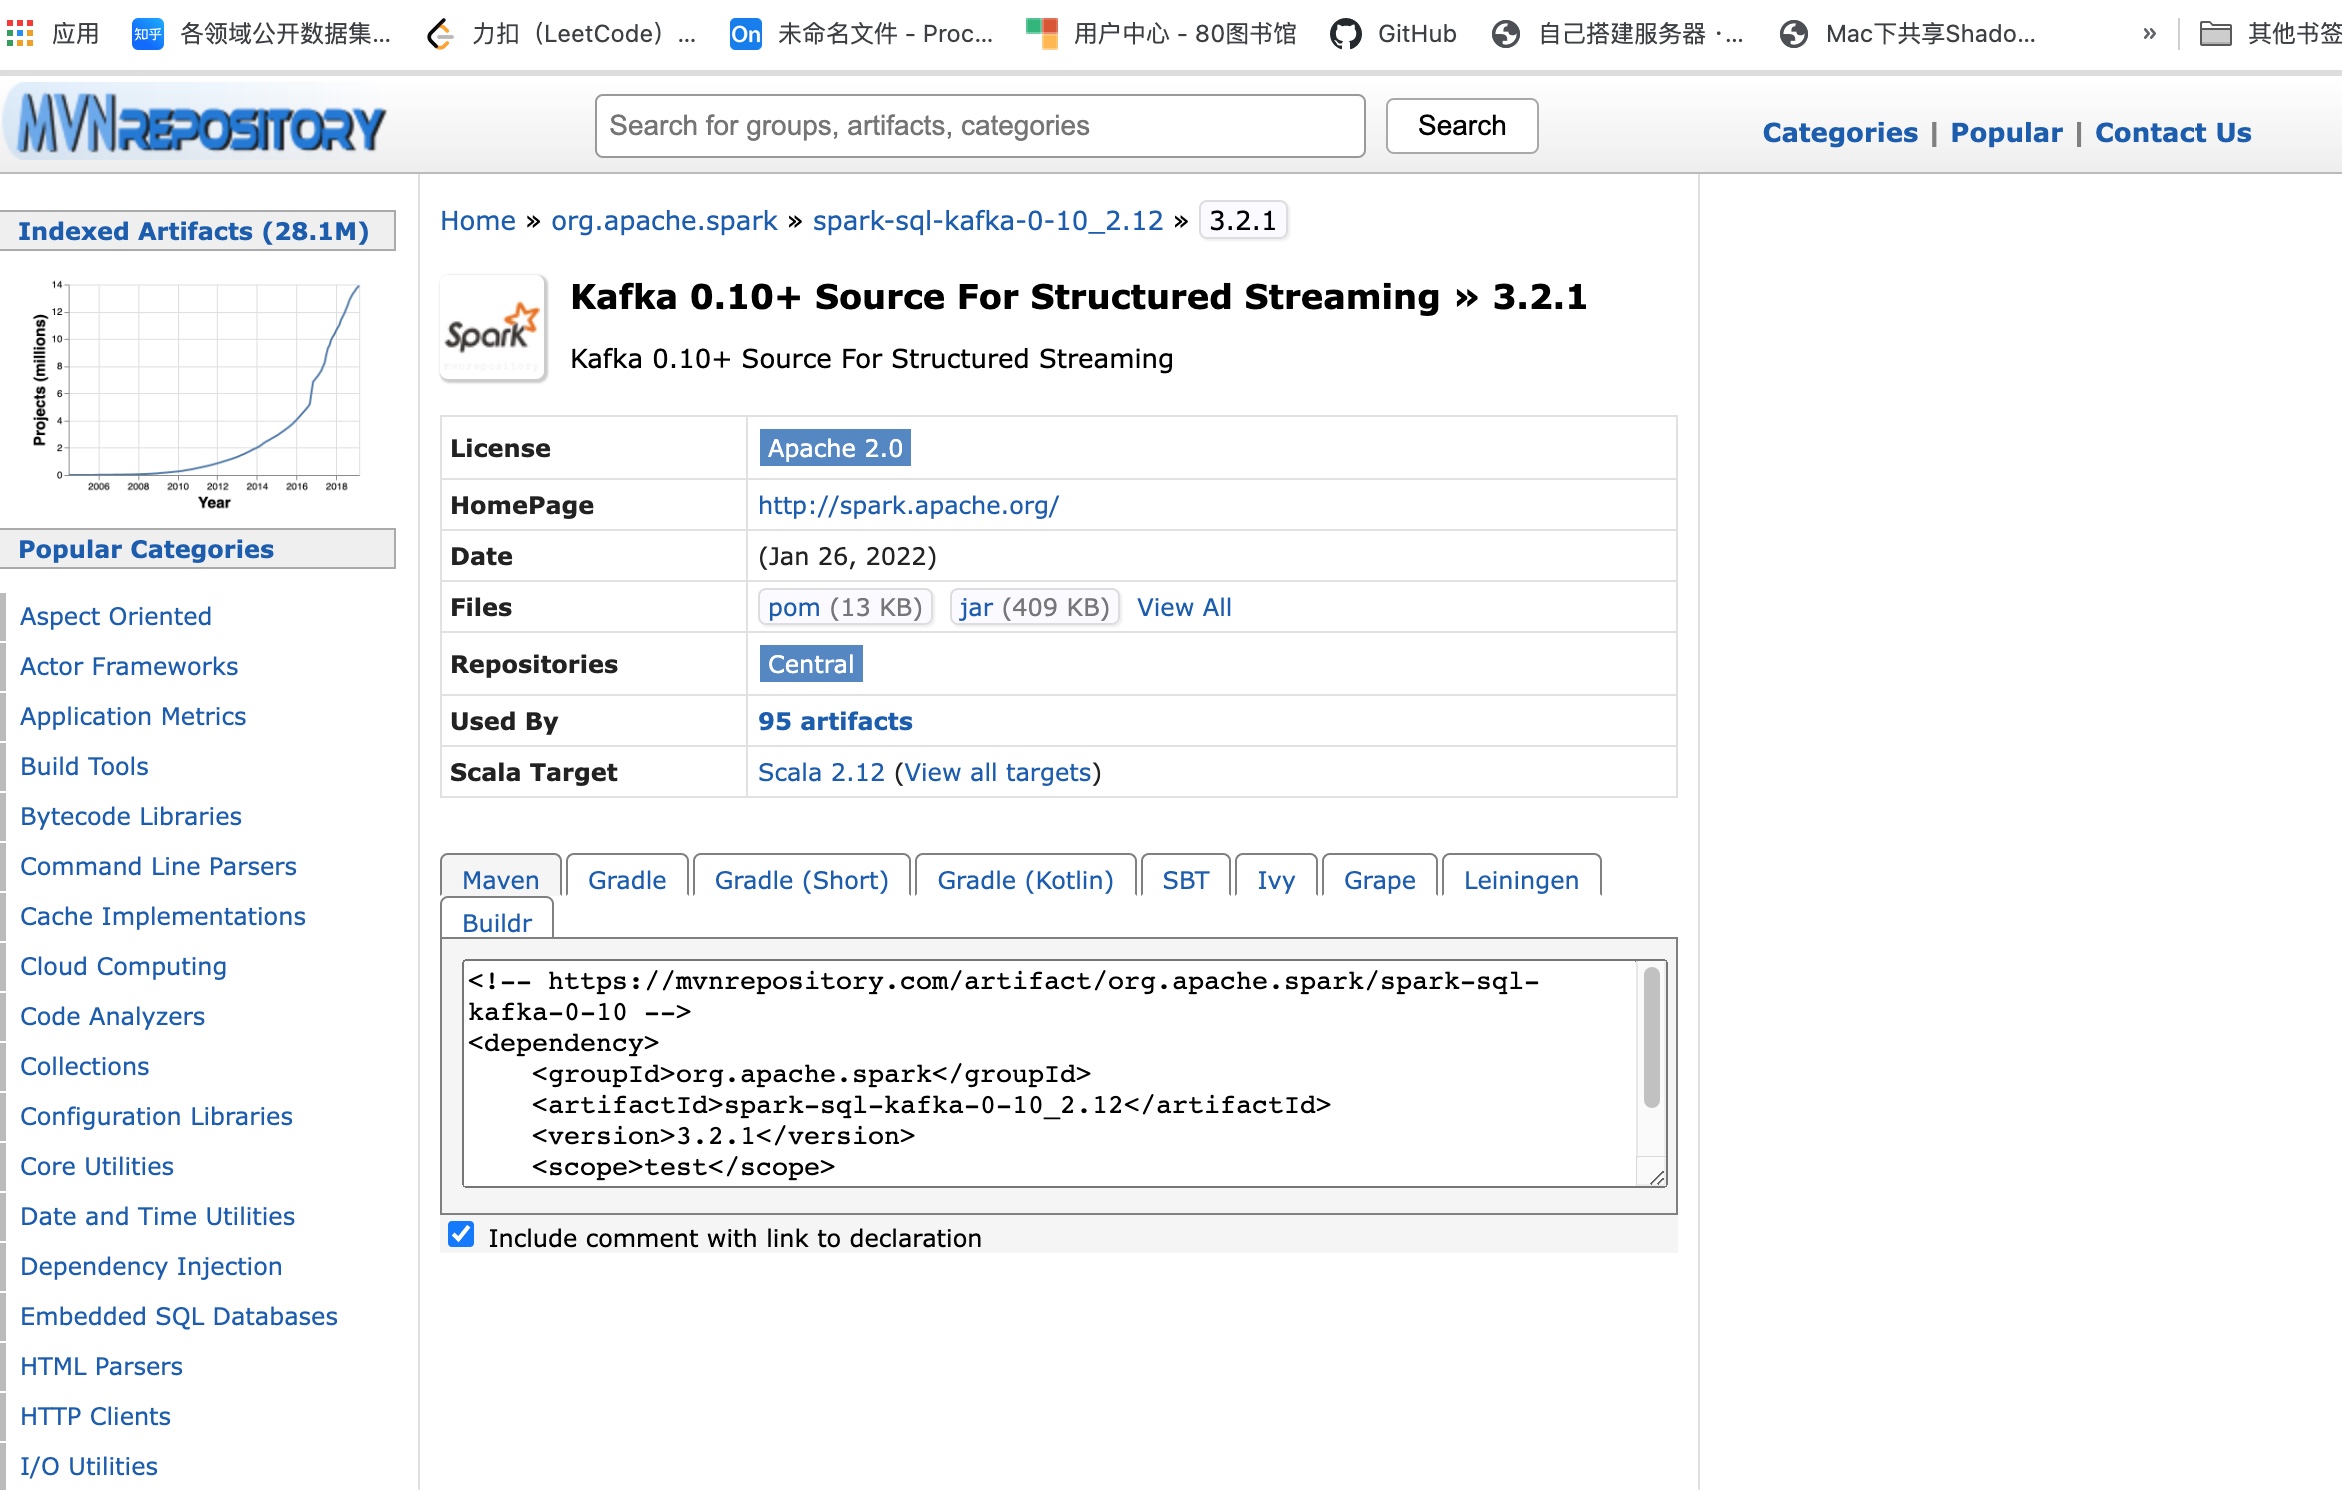 应用
各领域公开数据集...
力扣（LeetCode）...
On 未命名文件 - Proc...
用户中心 - 80图书馆
GitHub
自己搭建服务器 ·...
Mac下共享Shado...
»
其他书签
知乎
MVNREPOSITORY
Search for groups, artifacts, categories
Search
Categories | Popular | Contact Us
Indexed Artifacts (28.1M)
Projects (millions)
14
12
10
8
6
4
2
0
2006 2008 2010 2012 2014 2016 2018
Year
Popular Categories
Aspect Oriented
Actor Frameworks
Application Metrics
Build Tools
Bytecode Libraries
Command Line Parsers
Cache Implementations
Cloud Computing
Code Analyzers
Collections
Configuration Libraries
Core Utilities
Date and Time Utilities
Dependency Injection
Embedded SQL Databases
HTML Parsers
HTTP Clients
I/O Utilities
Home » org.apache.spark » spark-sql-kafka-0-10_2.12 » 3.2.1
Spark
mvnrepository
Kafka 0.10+ Source For Structured Streaming » 3.2.1
Kafka 0.10+ Source For Structured Streaming
License Apache 2.0
HomePage http://spark.apache.org/
Date (Jan 26, 2022)
Files pom (13 KB) jar (409 KB) View All
Repositories Central
Used By 95 artifacts
Scala Target Scala 2.12 (View all targets)
Maven Gradle Gradle (Short) Gradle (Kotlin) SBT Ivy Grape Leiningen
Buildr
<!-- https://mvnrepository.com/artifact/org.apache.spark/spark-sql-
kafka-0-10 -->
<dependency>
<groupId>org.apache.spark</groupId>
<artifactId>spark-sql-kafka-0-10_2.12</artifactId>
<version>3.2.1</version>
<scope>test</scope>
Include comment with link to declaration